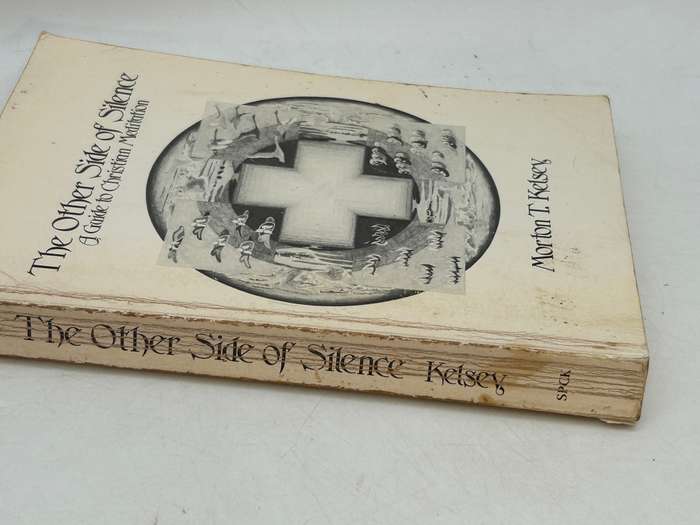 The Other Side of Silence
A Guide to Christian Meditation
Morton T. Kelsey
The Other Side of Silence Kelsey SPCK